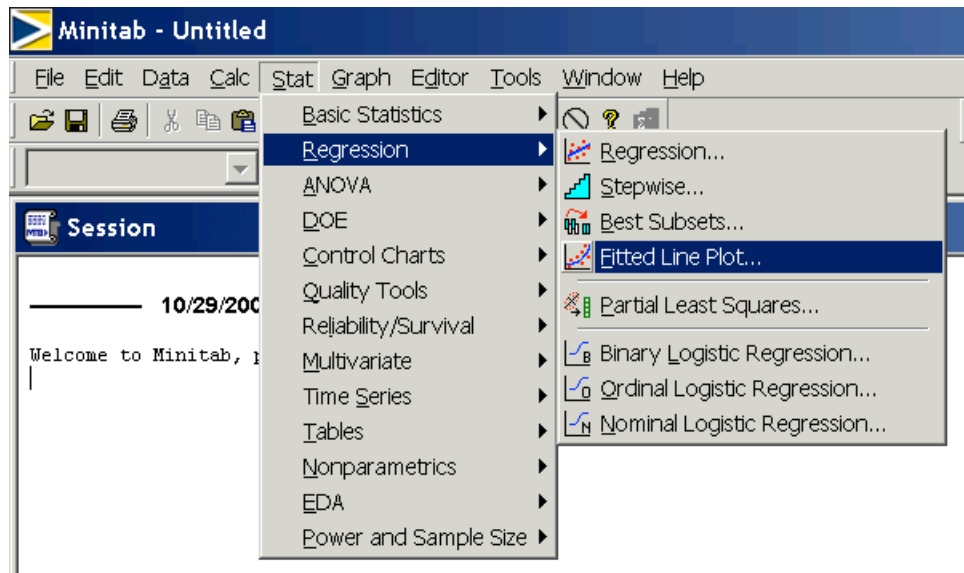 Minitab - Untitled
File Edit Data Calc Stat Graph Editor Tools Window Help
Basic Statistics
Regression
ANOVA
DOE
Control Charts
Quality Tools
Reliability/Survival
Multivariate
Time Series
Tables
Nonparametrics
EDA
Power and Sample Size
Regression...
Stepwise...
Best Subsets...
Fitted Line Plot...
Partial Least Squares...
Binary Logistic Regression...
Ordinal Logistic Regression...
Nominal Logistic Regression...
Session
10/29/200
Welcome to Minitab,